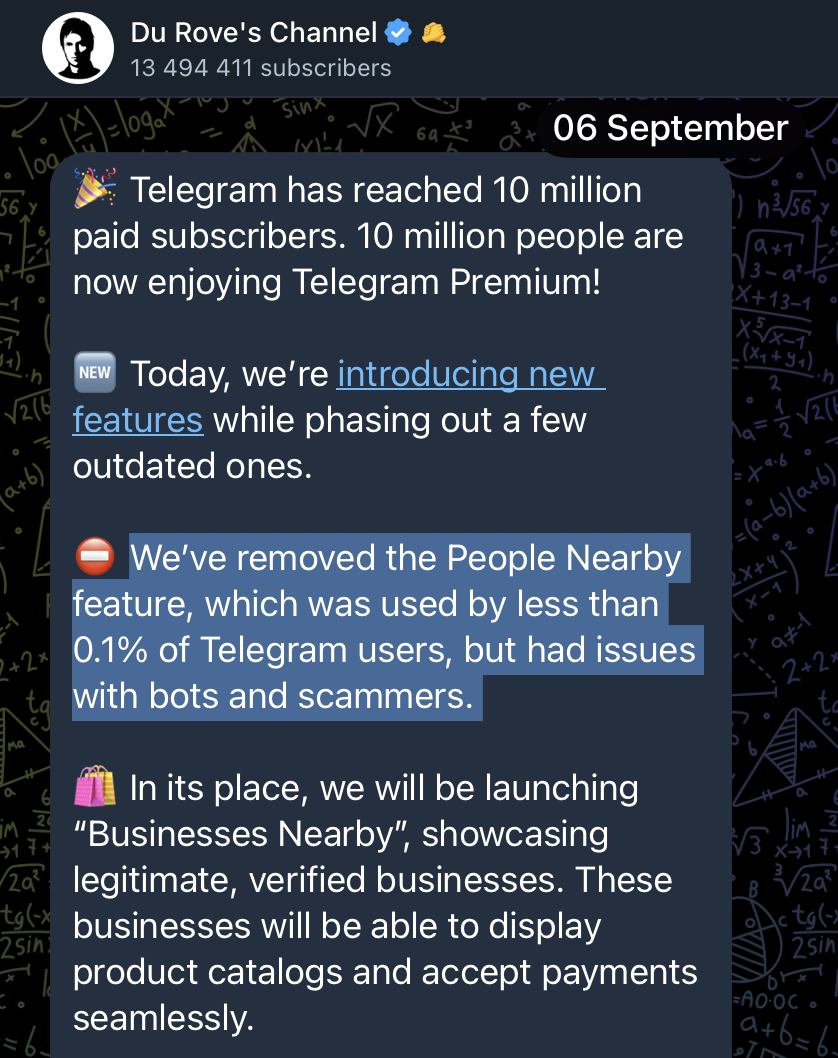 Du Rove's Channel
13 494 411 subscribers
06 September
🎉 Telegram has reached 10 million
paid subscribers. 10 million people are
now enjoying Telegram Premium!
🆕 Today, we’re introducing new
features while phasing out a few
outdated ones.
⛔ We’ve removed the People Nearby
feature, which was used by less than
0.1% of Telegram users, but had issues
with bots and scammers.
🛍 In its place, we will be launching
“Businesses Nearby”, showcasing
legitimate, verified businesses. These
businesses will be able to display
product catalogs and accept payments
seamlessly.